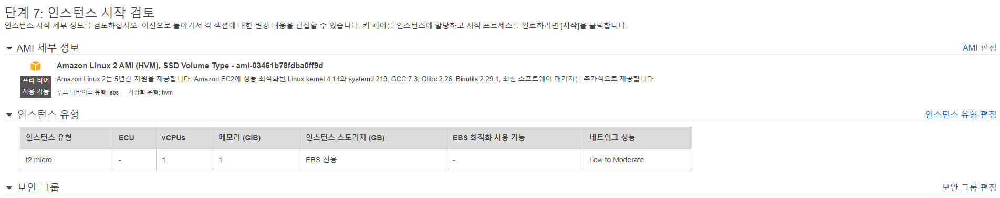 단계 7: 인스턴스 시작 검토
인스턴스 시작 세부 정보를 검토하십시오. 이전으로 돌아가서 각 섹션에 대한 변경 내용을 편집할 수 있습니다. 키 페어를 인스턴스에 할당하고 시작 프로세스를 완료하려면 [시작]을 클릭합니다.
AMI 세부 정보
AMI 편집
Amazon Linux 2 AMI (HVM), SSD Volume Type - ami-03461b78fdba0ff9d
프리 티어
사용 가능
Amazon Linux 2는 5년간 지원을 제공합니다. Amazon EC2에 성능 최적화된 Linux kernel 4.14와 systemd 219, GCC 7.3, Glibc 2.26, Binutils 2.29.1, 최신 소프트웨어 패키지를 추가적으로 제공합니다.
루트 디바이스 유형: ebs 가상화 유형: hvm
인스턴스 유형
인스턴스 유형 편집
인스턴스 유형 ECU vCPUs 메모리 (GiB) 인스턴스 스토리지 (GB) EBS 최적화 사용 가능 네트워크 성능
t2.micro - 1 1 EBS 전용 - Low to Moderate
보안 그룹
보안 그룹 편집